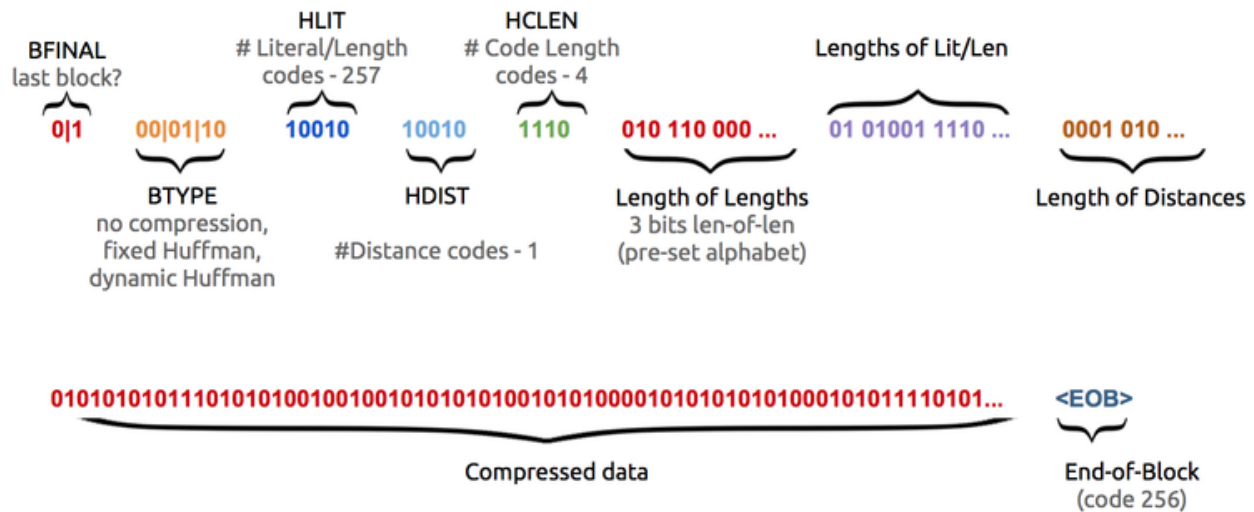 BFINAL
last block?
HLIT
# Literal/Length
codes - 257
HCLEN
# Code Length
codes - 4
Lengths of Lit/Len
0|1 00|01|10 10010 10010 1110 010 110 000 ... 01 01001 1110 ... 0001 010 ...
BTYPE
no compression,
fixed Huffman,
dynamic Huffman
HDIST
#Distance codes - 1
Length of Lengths
3 bits len-of-len
(pre-set alphabet)
Length of Distances
0101010101110101010010010010101010100101010000101010101010001010111​10101... <EOB>
Compressed data
End-of-Block
(code 256)